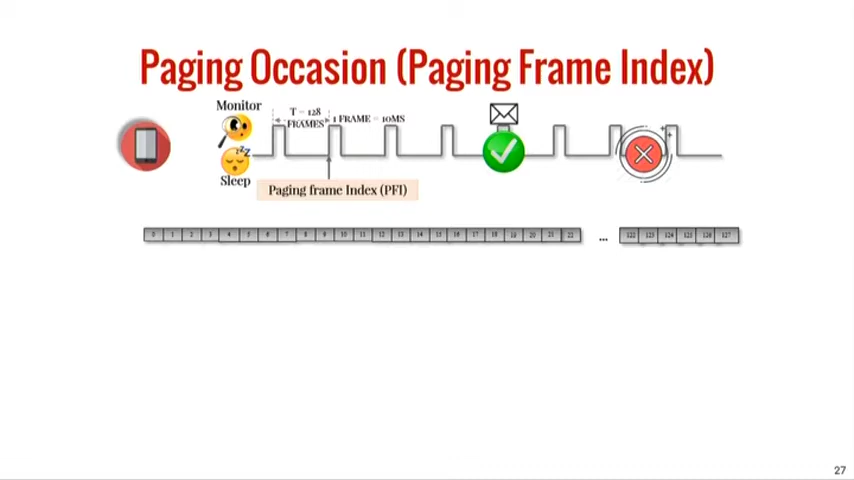 Paging Occasion (Paging Frame Index)
Monitor
T = 128
FRAMES
1 FRAME = 10MS
zzZ
Sleep
Paging frame Index (PFI)
0 1 2 3 4 5 6 7 8 9 10 11 12 13 14 15 16 17 18 19 20 21 22 ... 122 123 124 125 126 127
27